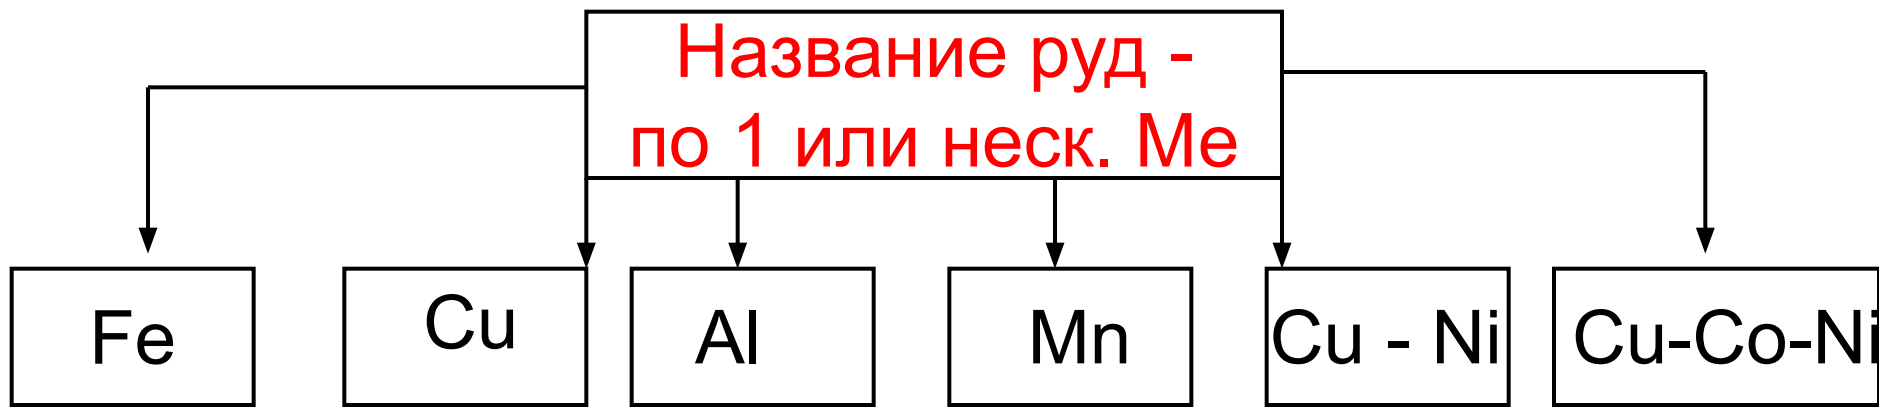 Название руд -
по 1 или неск. Ме
Fe
Cu
Al
Mn
Cu - Ni
Cu-Co-Ni